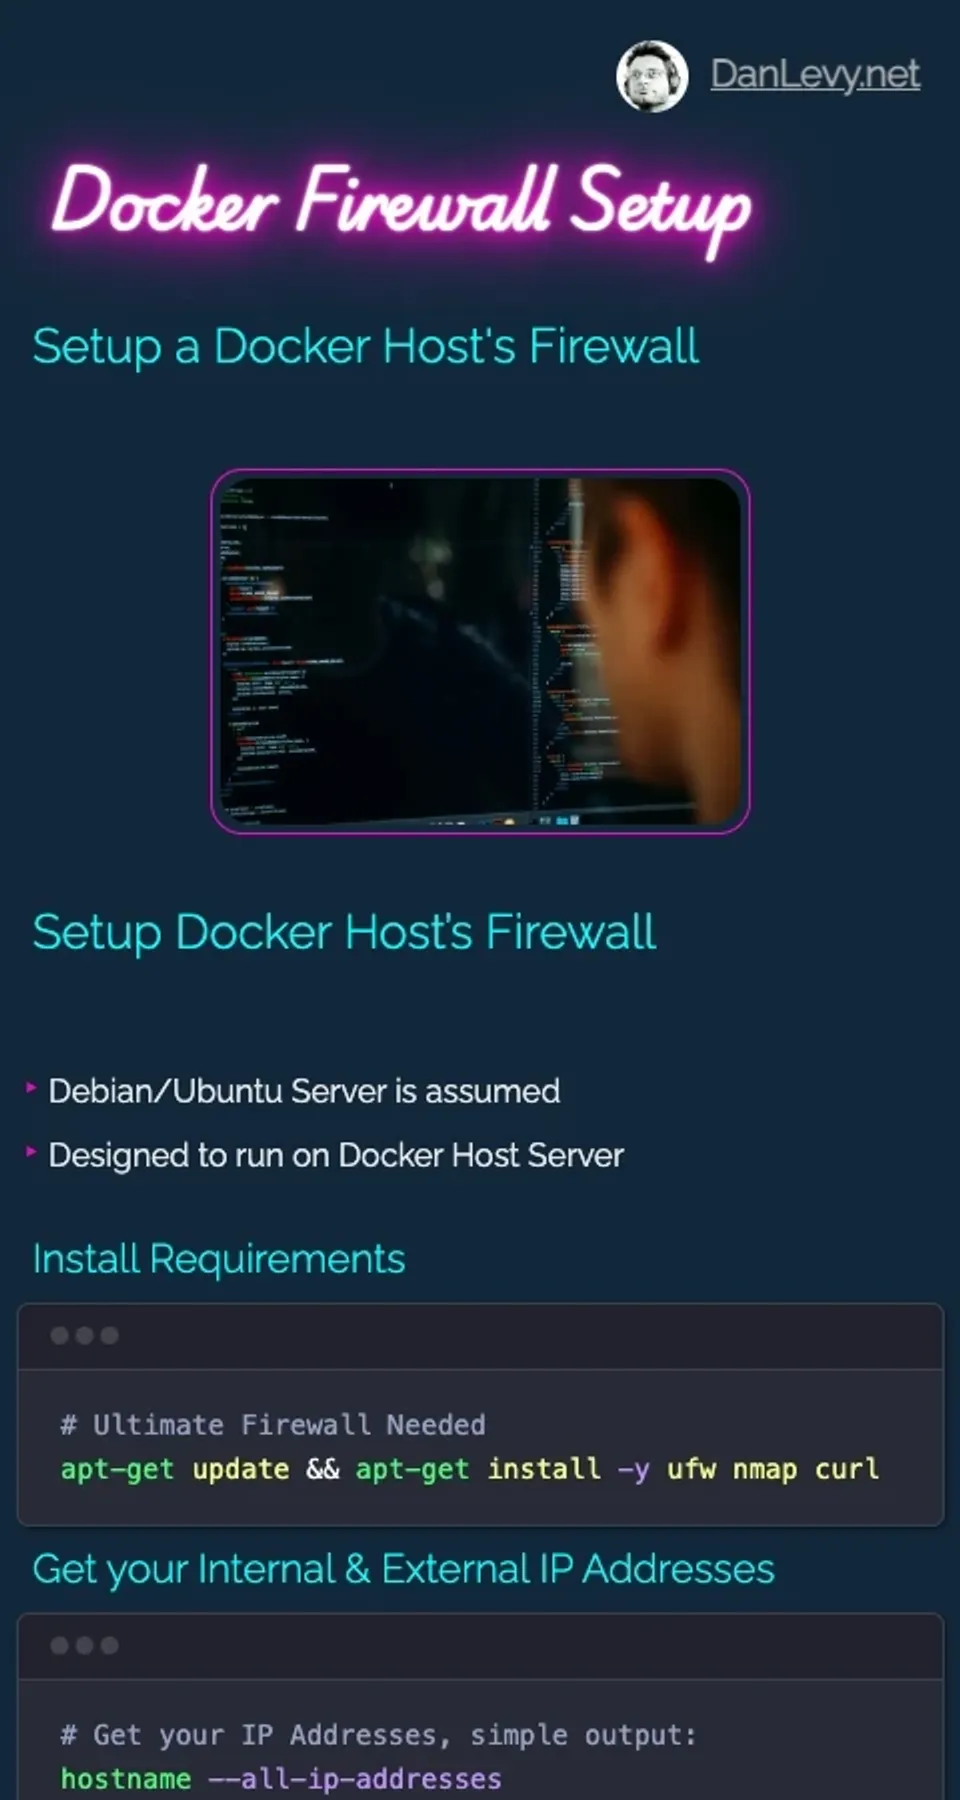 DanLevy.net
Docker Firewall Setup
Setup a Docker Host's Firewall
Setup Docker Host’s Firewall
Debian/Ubuntu Server is assumed
Designed to run on Docker Host Server
Install Requirements
# Ultimate Firewall Needed
apt-get update && apt-get install -y ufw nmap curl
Get your Internal & External IP Addresses
# Get your IP Addresses, simple output:
hostname --all-ip-addresses